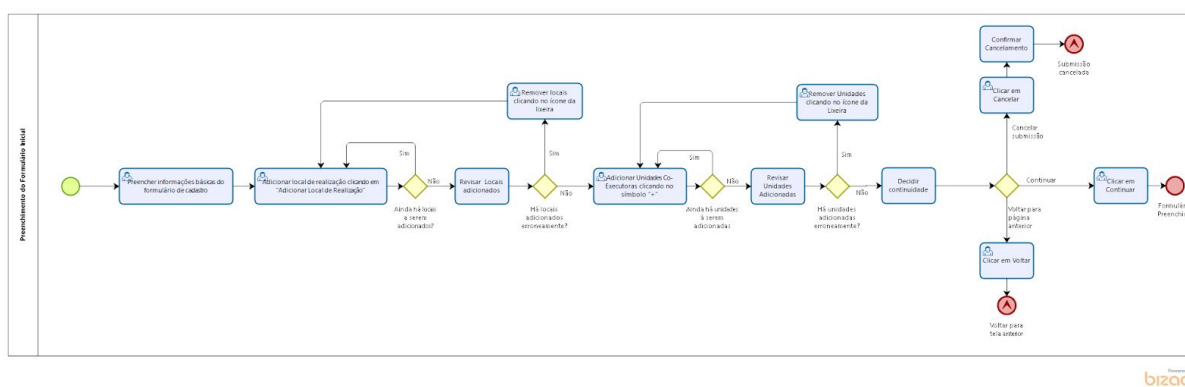 Preenchimento do Formulário Inicial
Preencher informações básicas do
formulário de cadastro
Adicionar local de realização clicando em
"Adicionar Local de Realização"
Sim
Não
Ainda há locais
a serem
adicionados?
Revisar Locais
adicionados
Remover locais
clicando no ícone da
lixeira
Sim
Não
Há locais
adicionados
erroneamente?
Adicionar Unidades Co-
Executoras clicando no
símbolo "+"
Sim
Não
Ainda há unidades
à serem
adicionadas
Revisar
Unidades
Adicionadas
Remover Unidades
clicando no ícone da
Lixeira
Sim
Não
Há unidades
adicionadas
erroneamente?
Decidir
continuidade
Confirmar
Cancelamento
Submissão
cancelada
Clicar em
Cancelar
Cancelar
submissão
Continuar
Clicar em
Continuar
Voltar para
página
anterior
Clicar em Voltar
Voltar para
tela anterior